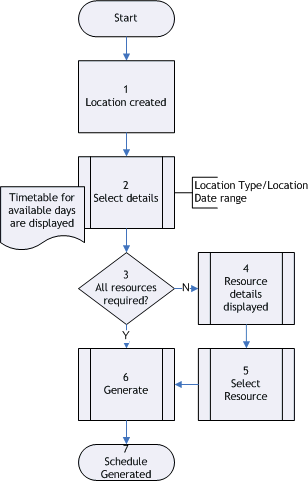 Start
1
Location created
2
Select details
Location Type/Location
Date range
Timetable for
available days
are displayed
3
All resources
required?
N
4
Resource
details
displayed
Y
5
Select
Resource
6
Generate
7
Schedule
Generated